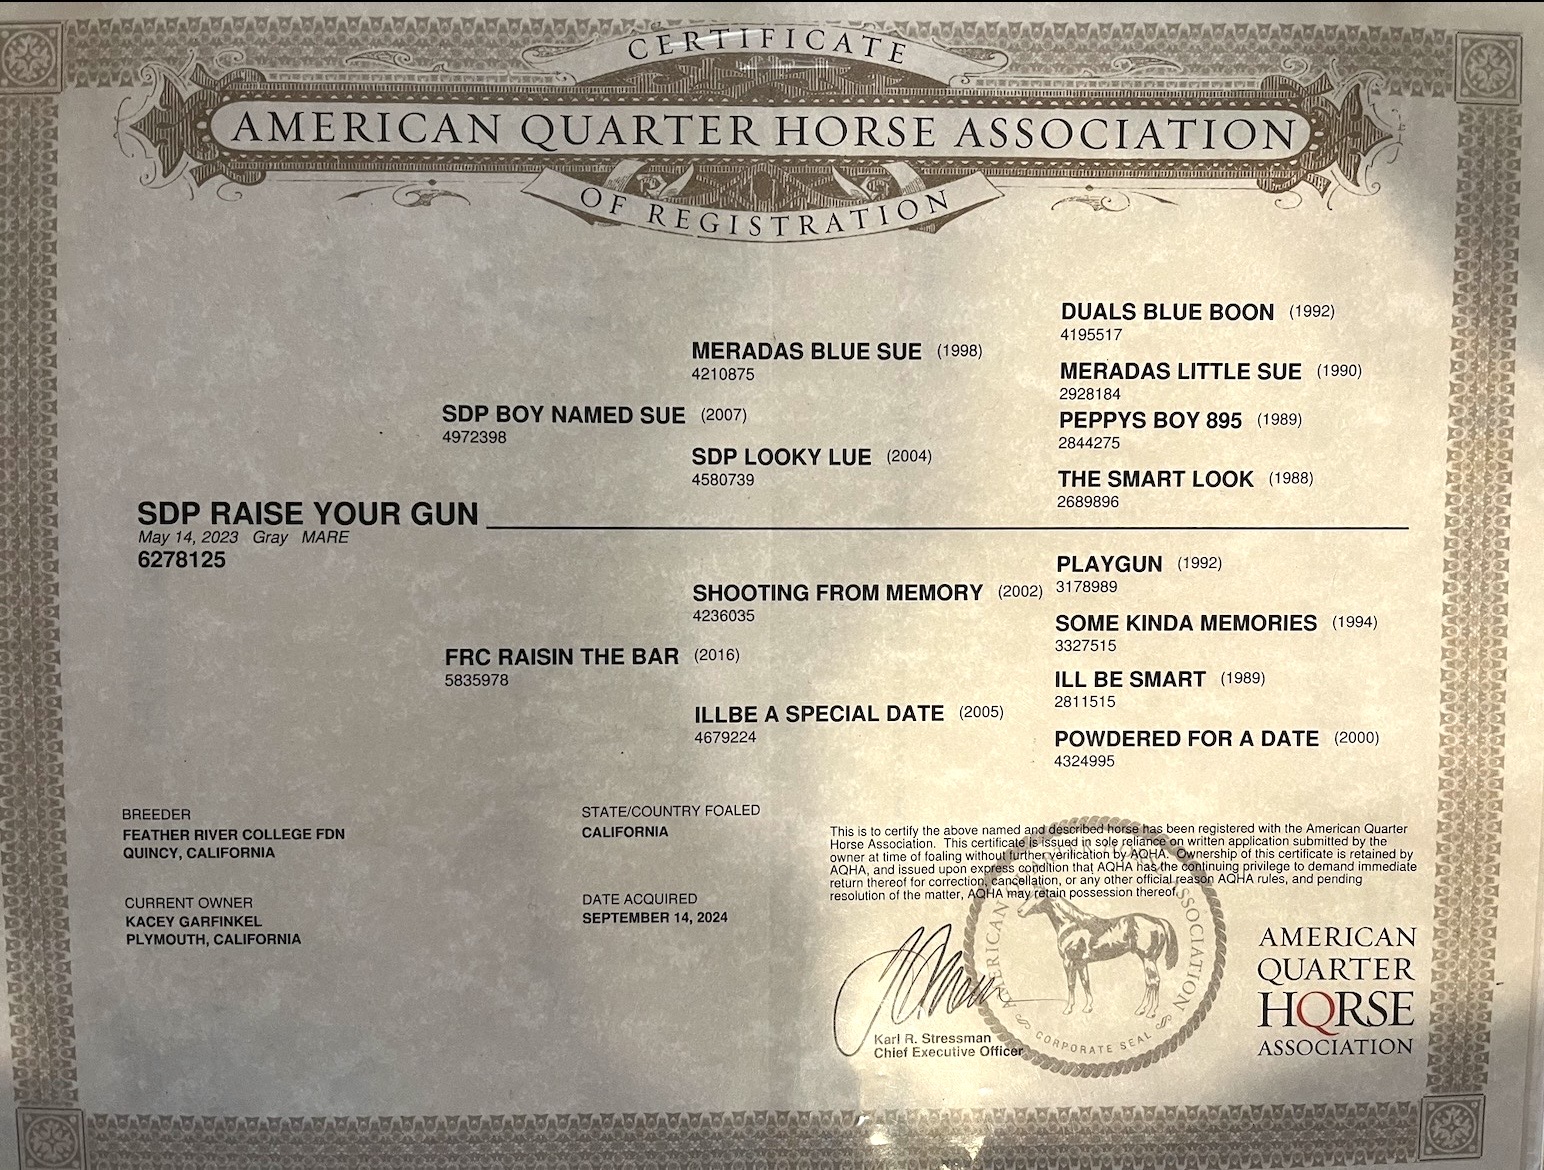 CERTIFICATE
AMERICAN QUARTER HORSE ASSOCIATION
OF REGISTRATION
DUALS BLUE BOON (1992)
4195517
MERADAS BLUE SUE (1998)
4210875
MERADAS LITTLE SUE (1990)
2928184
SDP BOY NAMED SUE (2007)
4972398
PEPPYS BOY 895 (1989)
2844275
SDP LOOKY LUE (2004)
4580739
THE SMART LOOK (1988)
2689896
SDP RAISE YOUR GUN
May 14, 2023 Gray MARE
6278125
PLAYGUN (1992)
3178989
SHOOTING FROM MEMORY (2002)
4236035
SOME KINDA MEMORIES (1994)
3327515
FRC RAISIN THE BAR (2016)
5835978
ILL BE SMART (1989)
2811515
ILLBE A SPECIAL DATE (2005)
4679224
POWDERED FOR A DATE (2000)
4324995
BREEDER
FEATHER RIVER COLLEGE FDN
QUINCY, CALIFORNIA
STATE/COUNTRY FOALED
CALIFORNIA
CURRENT OWNER
KACEY GARFINKEL
PLYMOUTH, CALIFORNIA
DATE ACQUIRED
SEPTEMBER 14, 2024
This is to certify the above named and described horse has been registered with the American Quarter
Horse Association. This certificate is issued in sole reliance on written application submitted by the
owner at time of foaling without further verification by AQHA. Ownership of this certificate is retained by
AQHA, and issued upon express condition that AQHA has the continuing privilege to demand immediate
return thereof for correction, cancellation, or any other official reason AQHA rules, and pending
resolution of the matter, AQHA may retain possession thereof.
Karl R. Stressman
Chief Executive Officer
AMERICAN ASSOCIATION
CORPORATE SEAL
AMERICAN
QUARTER
HORSE
ASSOCIATION